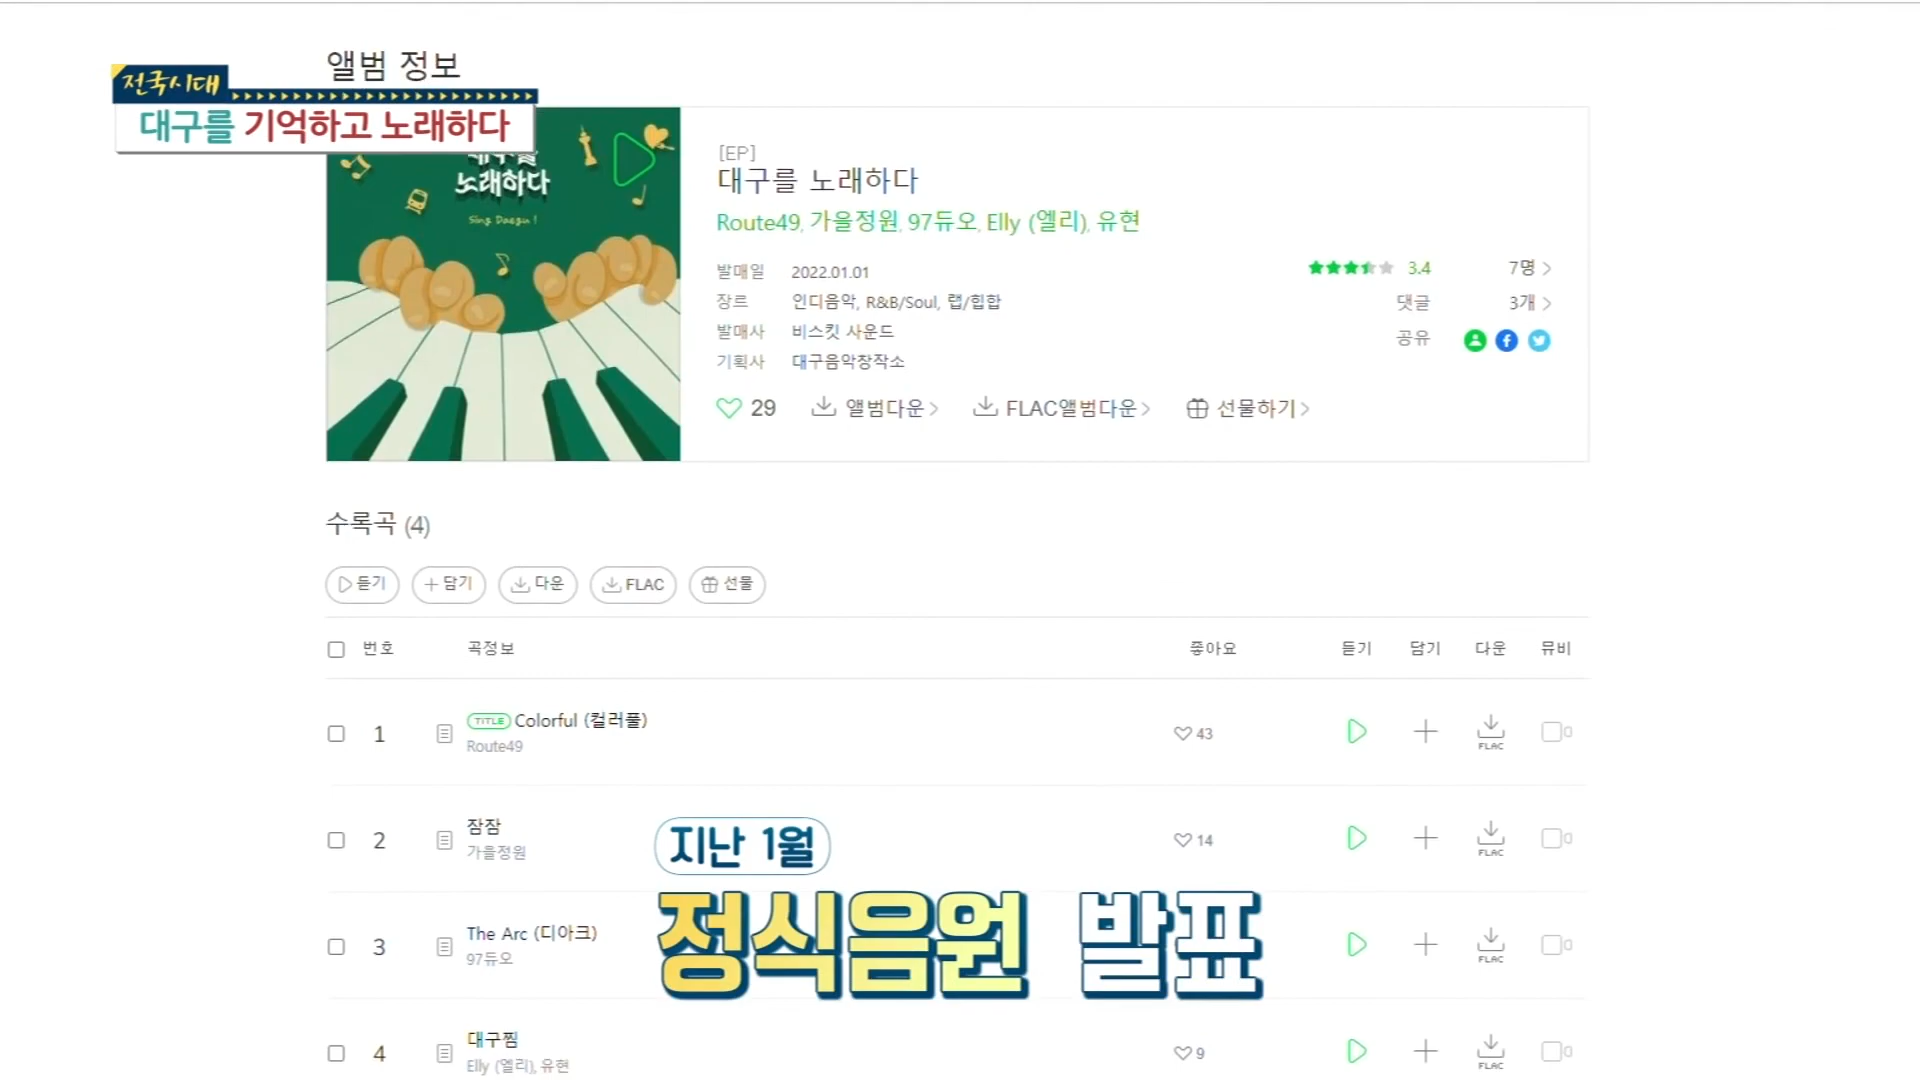 앨범 정보
전국시대
대구를 기억하고 노래하다
노래하다
Sing Daegu !
[EP]
대구를 노래하다
Route49, 가을정원, 97듀오, Elly (엘리), 유현
발매일 2022.01.01
장르 인디음악, R&B/Soul, 랩/힙합
발매사 비스킷 사운드
기획사 대구음악창작소
3.4 7명
댓글 3개
공유
29 앨범다운 FLAC앨범다운 선물하기
수록곡 (4)
듣기 담기 다운 FLAC 선물
번호 곡정보 좋아요 듣기 담기 다운 뮤비
1 TITLE Colorful (컬러풀) 43 FLAC
Route49
2 잠잠 14 FLAC
가을정원
지난 1월
정식음원 발표
3 The Arc (디아크) FLAC
97듀오
4 대구찜 9 FLAC
Elly (엘리), 유현